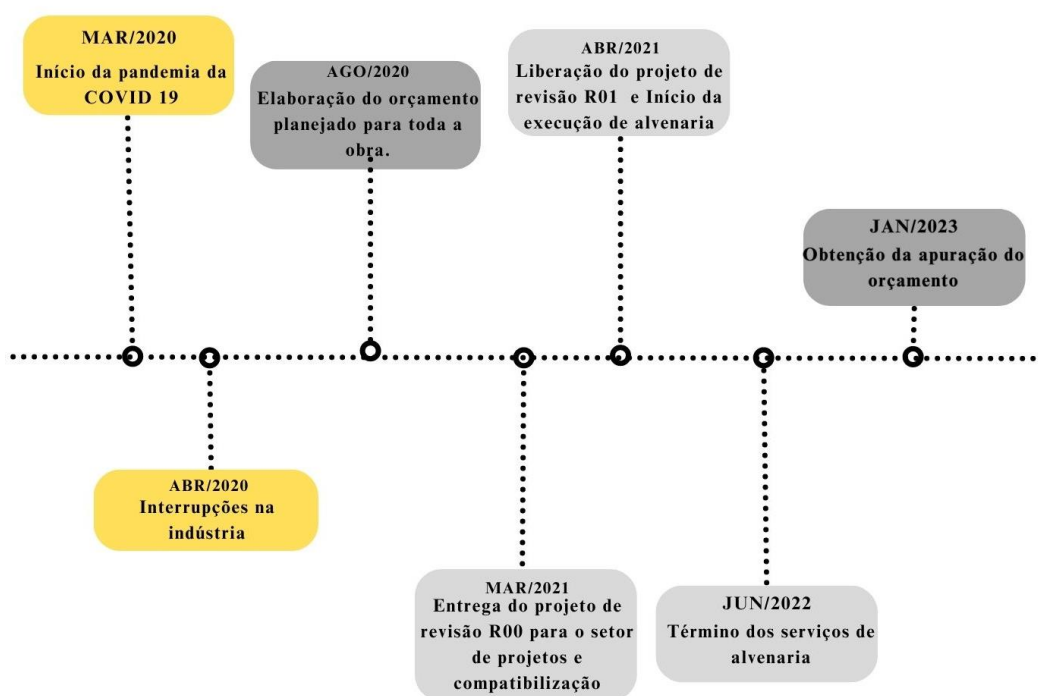 MAR/2020
Início da pandemia da
COVID 19
AGO/2020
Elaboração do orçamento
planejado para toda a
obra.
ABR/2021
Liberação do projeto de
revisão R01 e Início da
execução de alvenaria
JAN/2023
Obtenção da apuração do
orçamento
ABR/2020
Interrupções na
indústria
MAR/2021
Entrega do projeto de
revisão R00 para o setor
de projetos e
compatibilização
JUN/2022
Término dos serviços de
alvenaria